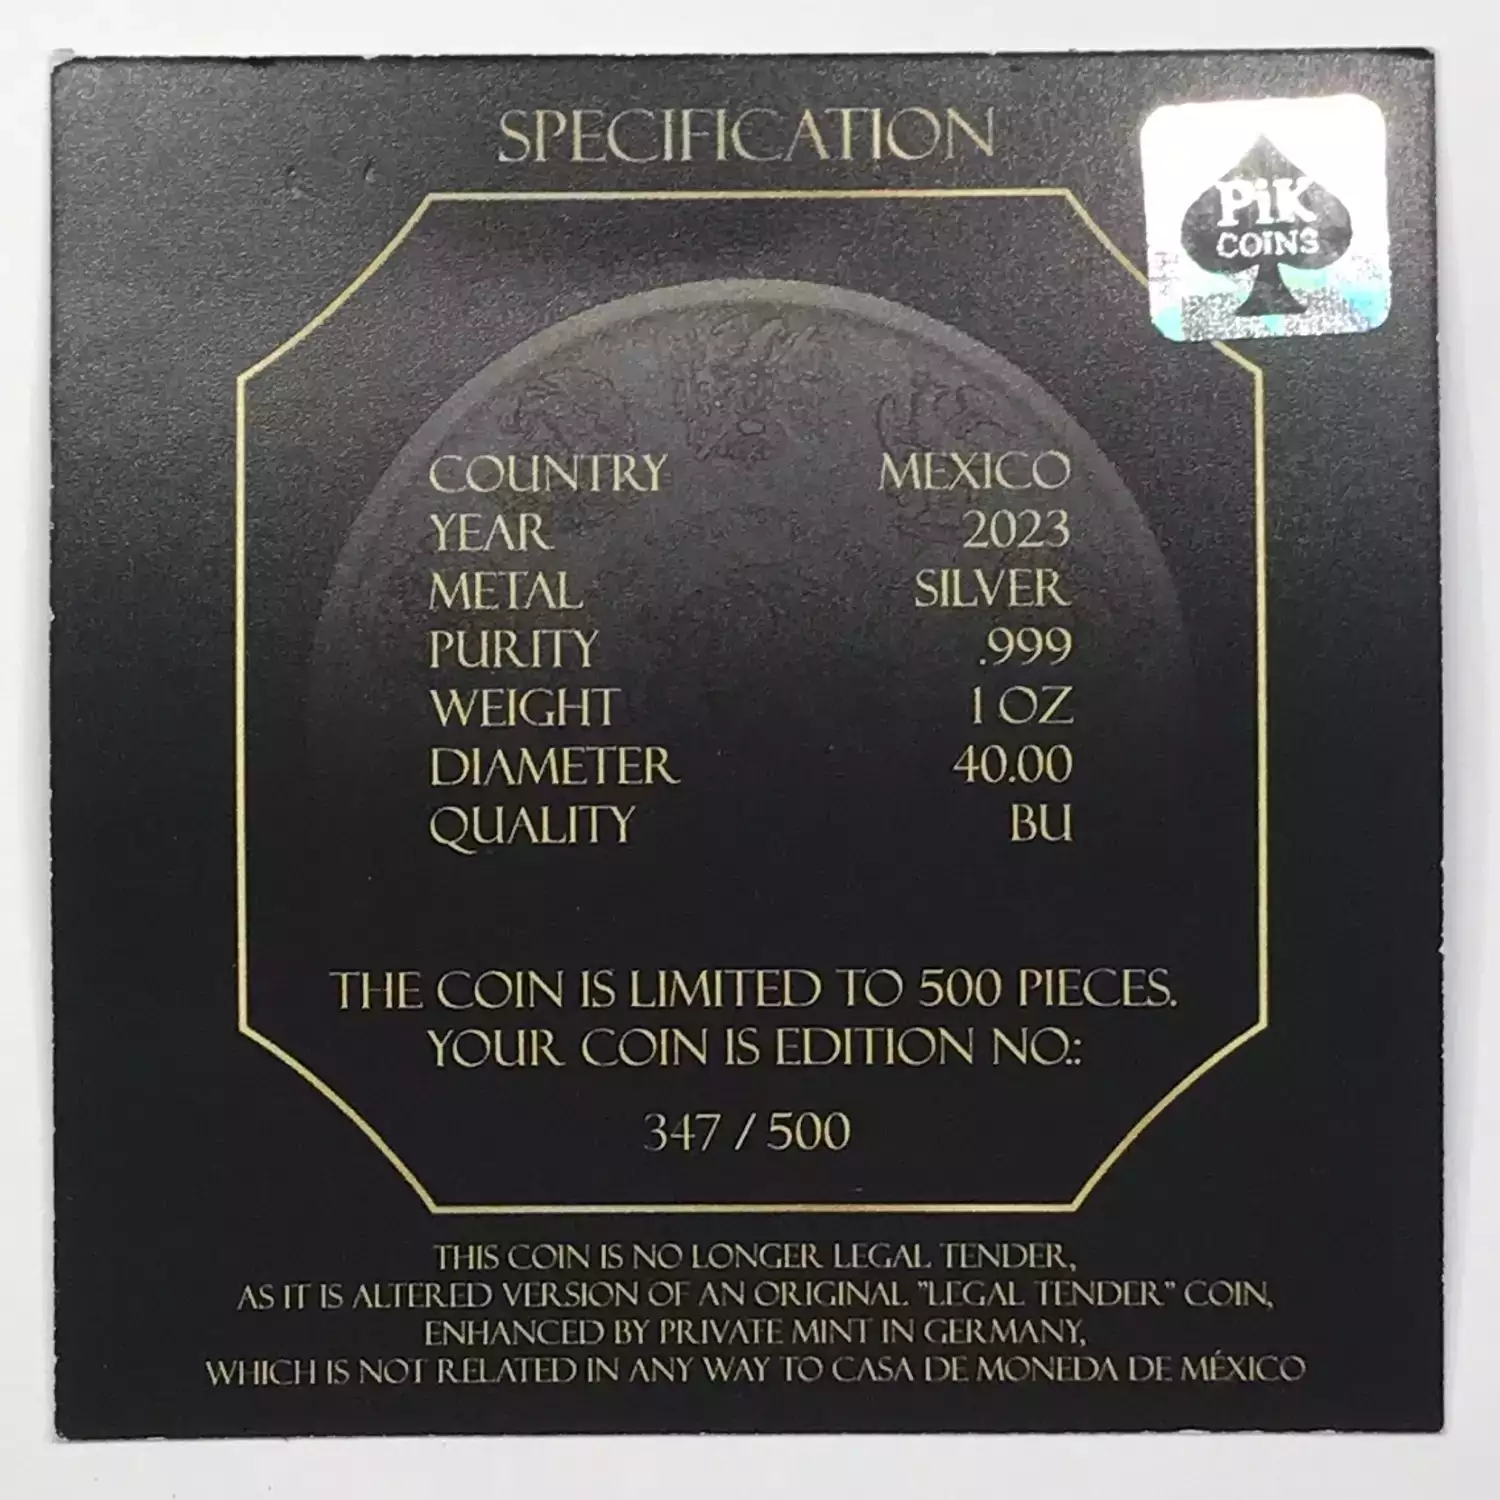 SPECIFICATION
PiK
COINS
COUNTRY MEXICO
YEAR 2023
METAL SILVER
PURITY .999
WEIGHT 1 OZ
DIAMETER 40.00
QUALITY BU
THE COIN IS LIMITED TO 500 PIECES.
YOUR COIN IS EDITION NO.:
347 / 500
THIS COIN IS NO LONGER LEGAL TENDER,
AS IT IS ALTERED VERSION OF AN ORIGINAL "LEGAL TENDER" COIN,
ENHANCED BY PRIVATE MINT IN GERMANY,
WHICH IS NOT RELATED IN ANY WAY TO CASA DE MONEDA DE MÉXICO